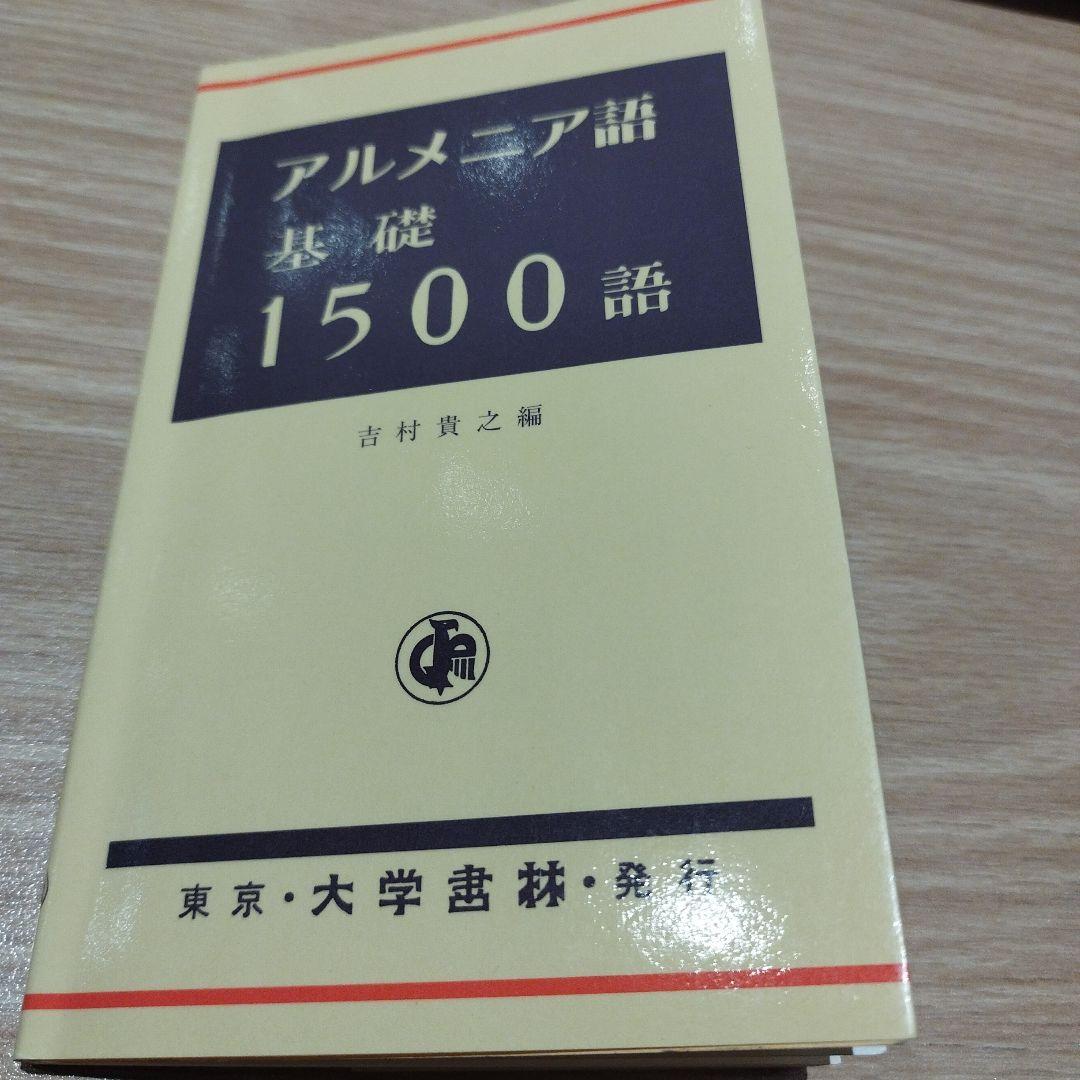 アルメニア語
基礎
1500語
吉村貴之編
東京・大学書林・発行